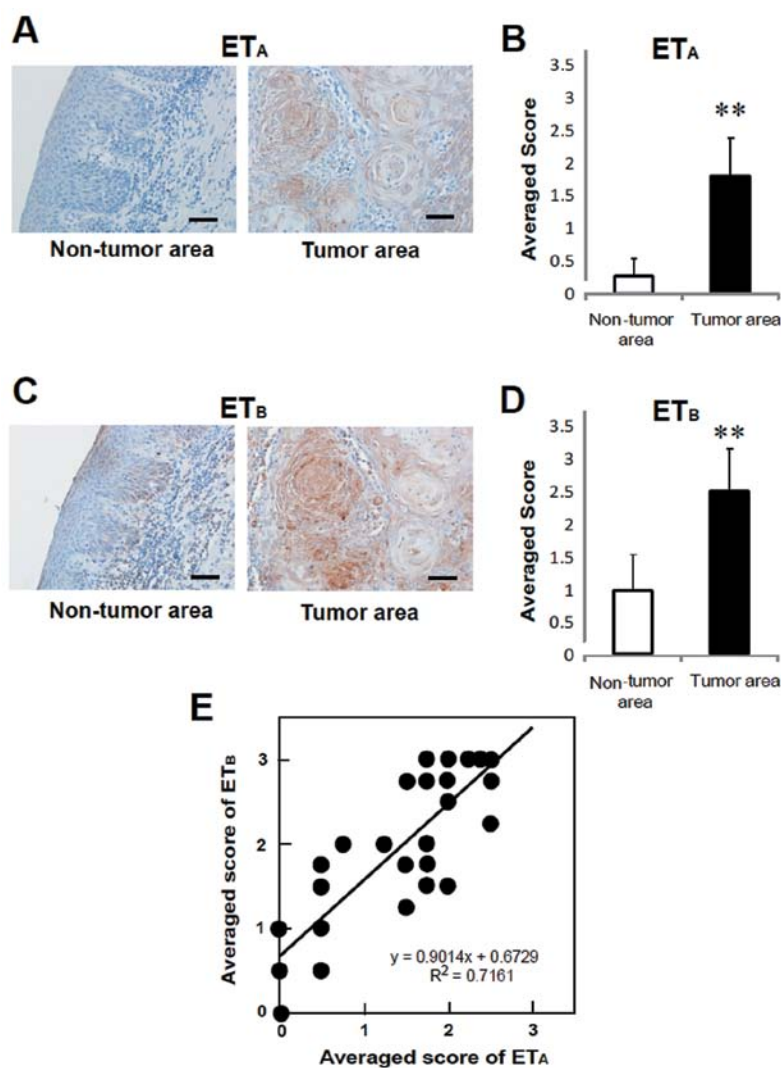 A
ETA
Non-tumor area
Tumor area
B
ETA
Averaged Score
3.5
3
2.5
2
1.5
1
0.5
0
**
Non-tumor
area
Tumor area
C
ETB
Non-tumor area
Tumor area
D
ETB
Averaged Score
3.5
3
2.5
2
1.5
1
0.5
0
**
Non-tumor
area
Tumor area
E
Averaged score of ETB
3
2
1
0
y = 0.9014x + 0.6729
R2 = 0.7161
0
1
2
3
Averaged score of ETA